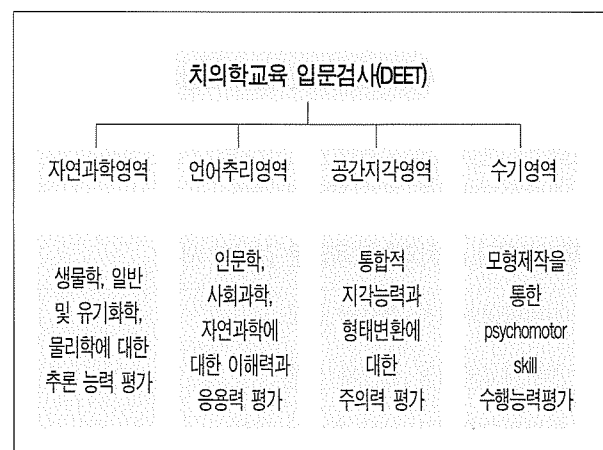 치의학교육 입문검사(DEET)
자연과학영역
언어추리영역
공간지각영역
수기영역
생물학, 일반
및 유기화학,
물리학에 대한
추론 능력 평가
인문학,
사회과학,
자연과학에
대한 이해력과
응용력 평가
통합적
지각능력과
형태변환에
대한
주의력 평가
모형제작을
통한
psychomotor
skill
수행능력평가